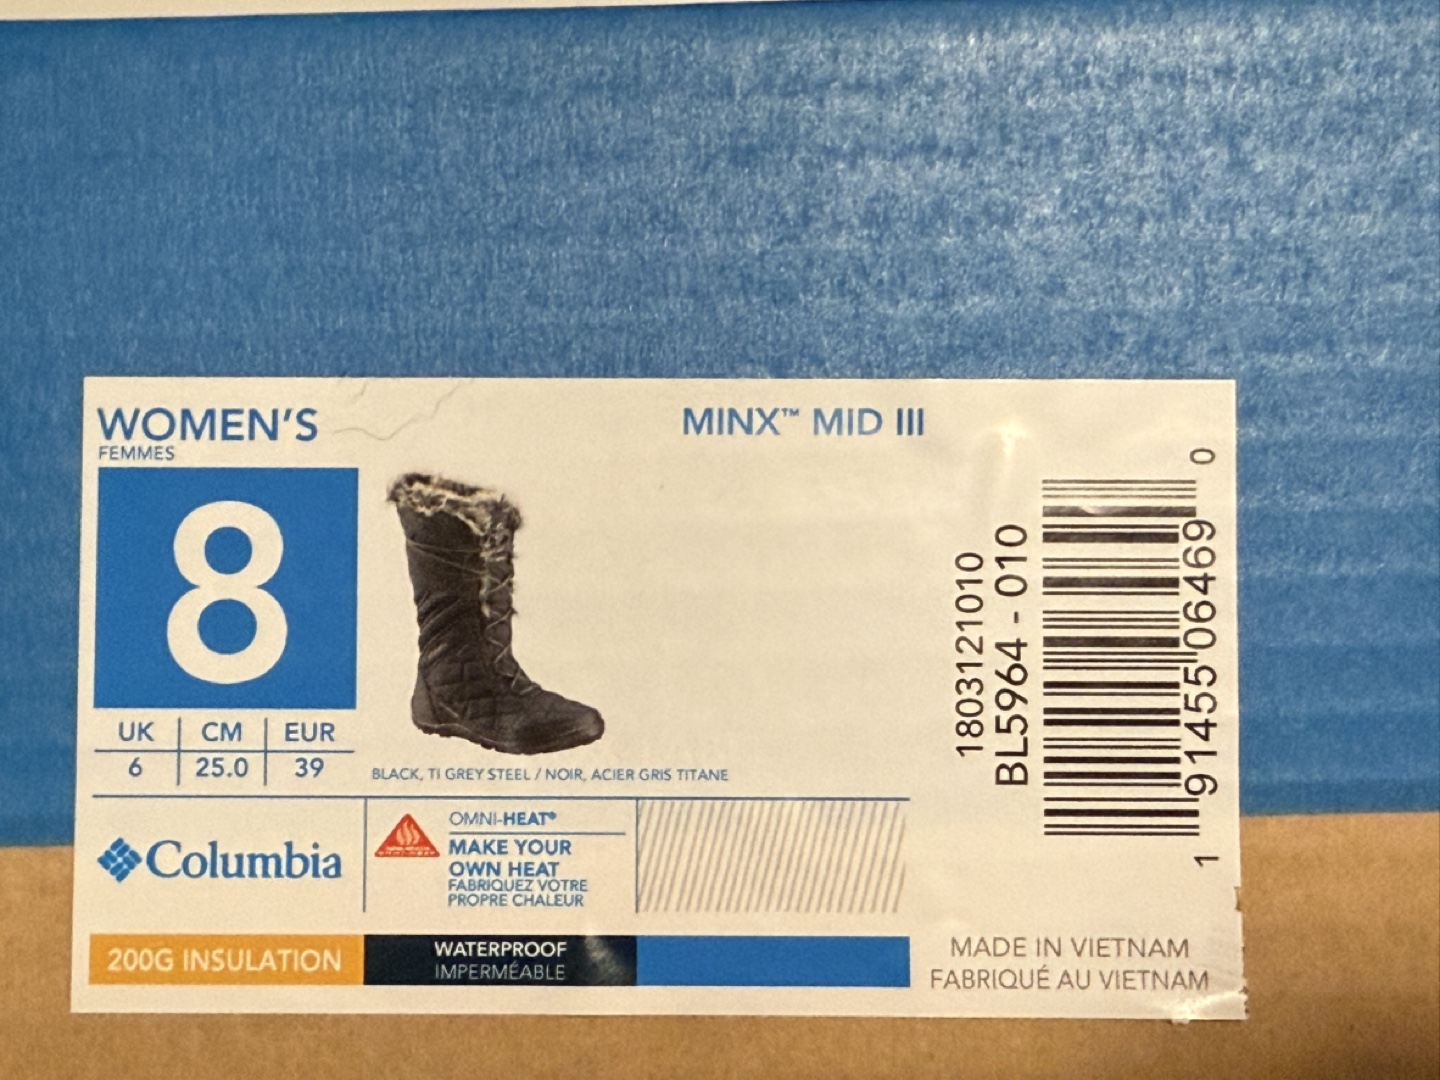 WOMEN'S
FEMMES
MINX™ MID III
8
UK CM EUR
6 25.0 39
BLACK, TI GREY STEEL / NOIR, ACIER GRIS TITANE
Columbia
OMNI-HEAT®
MAKE YOUR
OWN HEAT
FABRIQUEZ VOTRE
PROPRE CHALEUR
200G INSULATION
WATERPROOF
IMPERMÉABLE
1803121010
BL5964 - 010
1 91455 06469 0
MADE IN VIETNAM
FABRIQUÉ AU VIETNAM